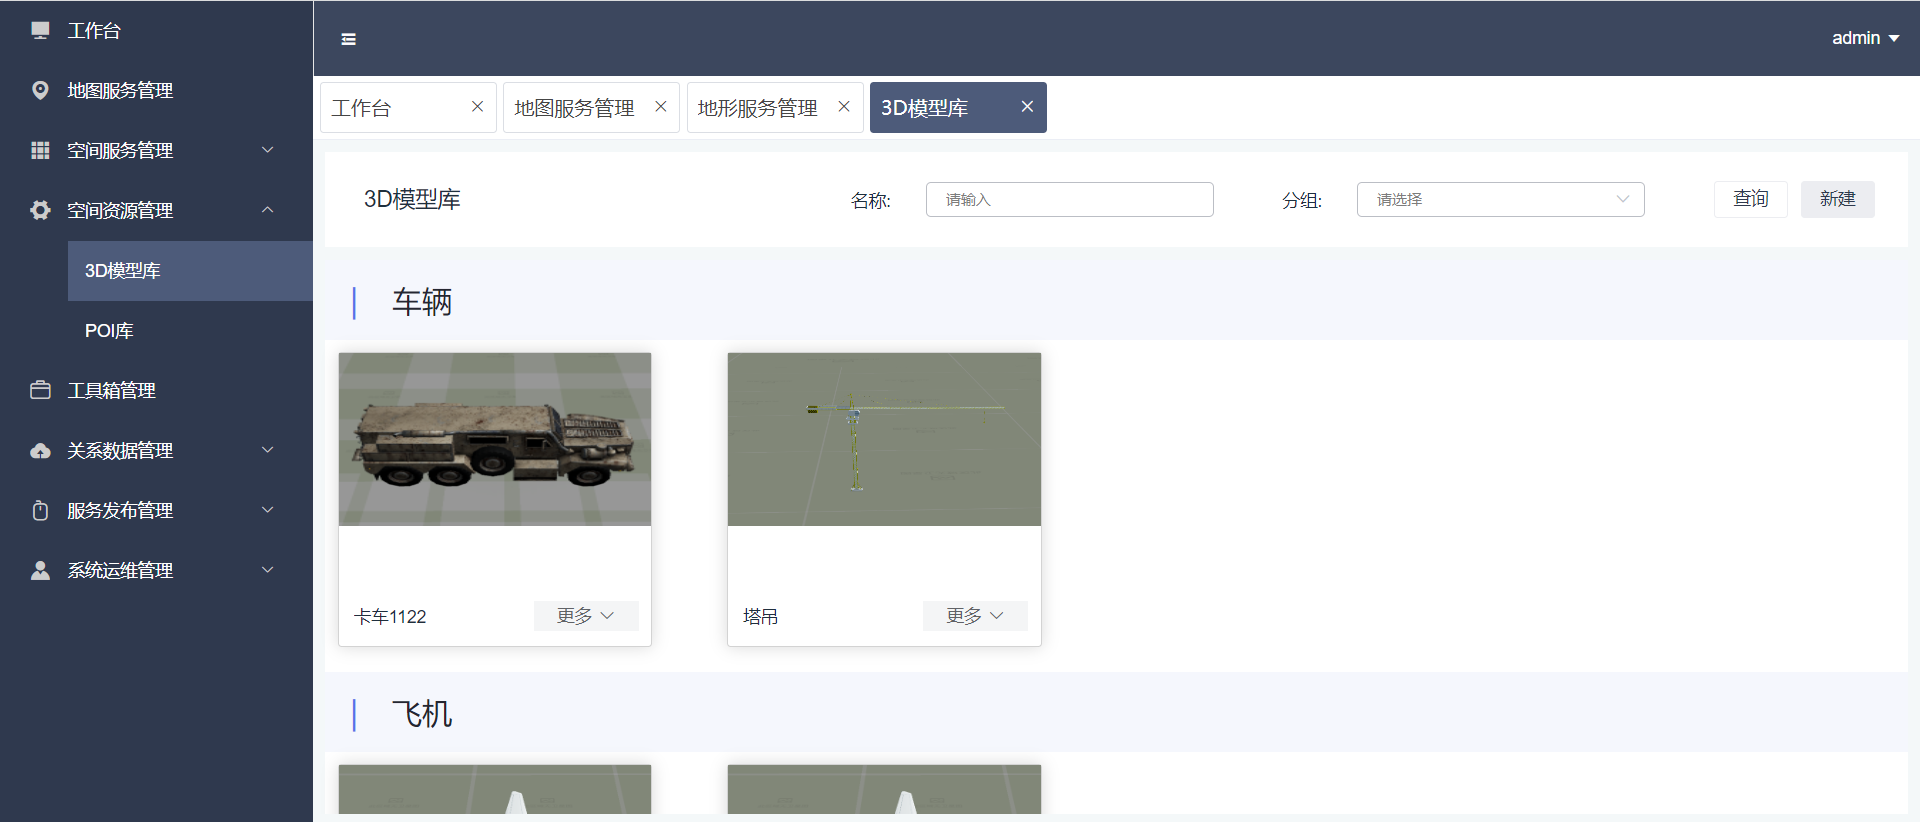 工作台
地图服务管理
空间服务管理
空间资源管理
3D模型库
POI库
工具箱管理
关系数据管理
服务发布管理
系统运维管理
admin
工作台
地图服务管理
地形服务管理
3D模型库
3D模型库
名称:
请输入
分组:
请选择
查询
新建
车辆
卡车1122
更多
塔吊
更多
飞机